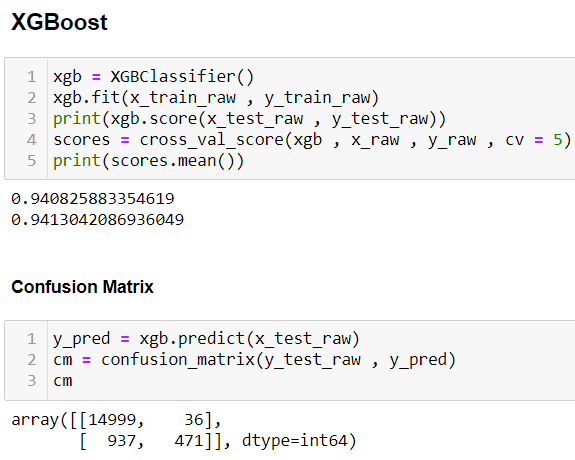 XGBoost
1 xgb = XGBClassifier()
2 xgb.fit(x_train_raw , y_train_raw)
3 print(xgb.score(x_test_raw , y_test_raw))
4 scores = cross_val_score(xgb , x_raw , y_raw , cv = 5)
5 print(scores.mean())
0.940825883354619
0.9413042086936049
Confusion Matrix
1 y_pred = xgb.predict(x_test_raw)
2 cm = confusion_matrix(y_test_raw , y_pred)
3 cm
array([[14999,    36],
       [  937,   471]], dtype=int64)